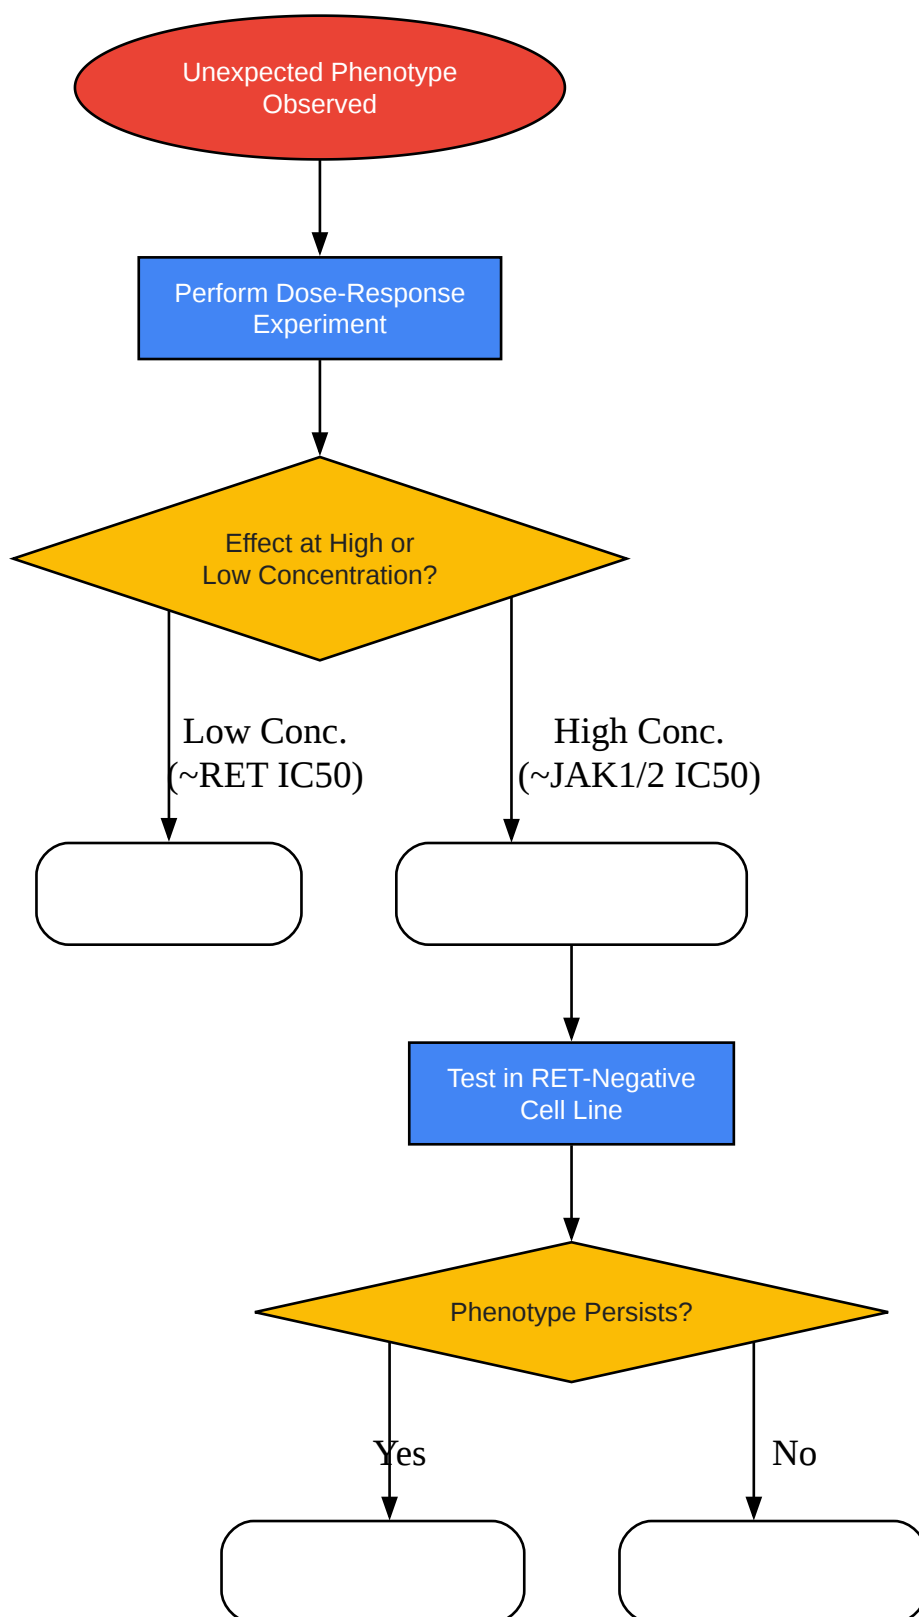 Unexpected Phenotype
Observed
Perform Dose-Response
Experiment
Effect at High or
Low Concentration?
Low Conc.
(~RET IC50)
High Conc.
(~JAK1/2 IC50)
Test in RET-Negative
Cell Line
Phenotype Persists?
Yes
No